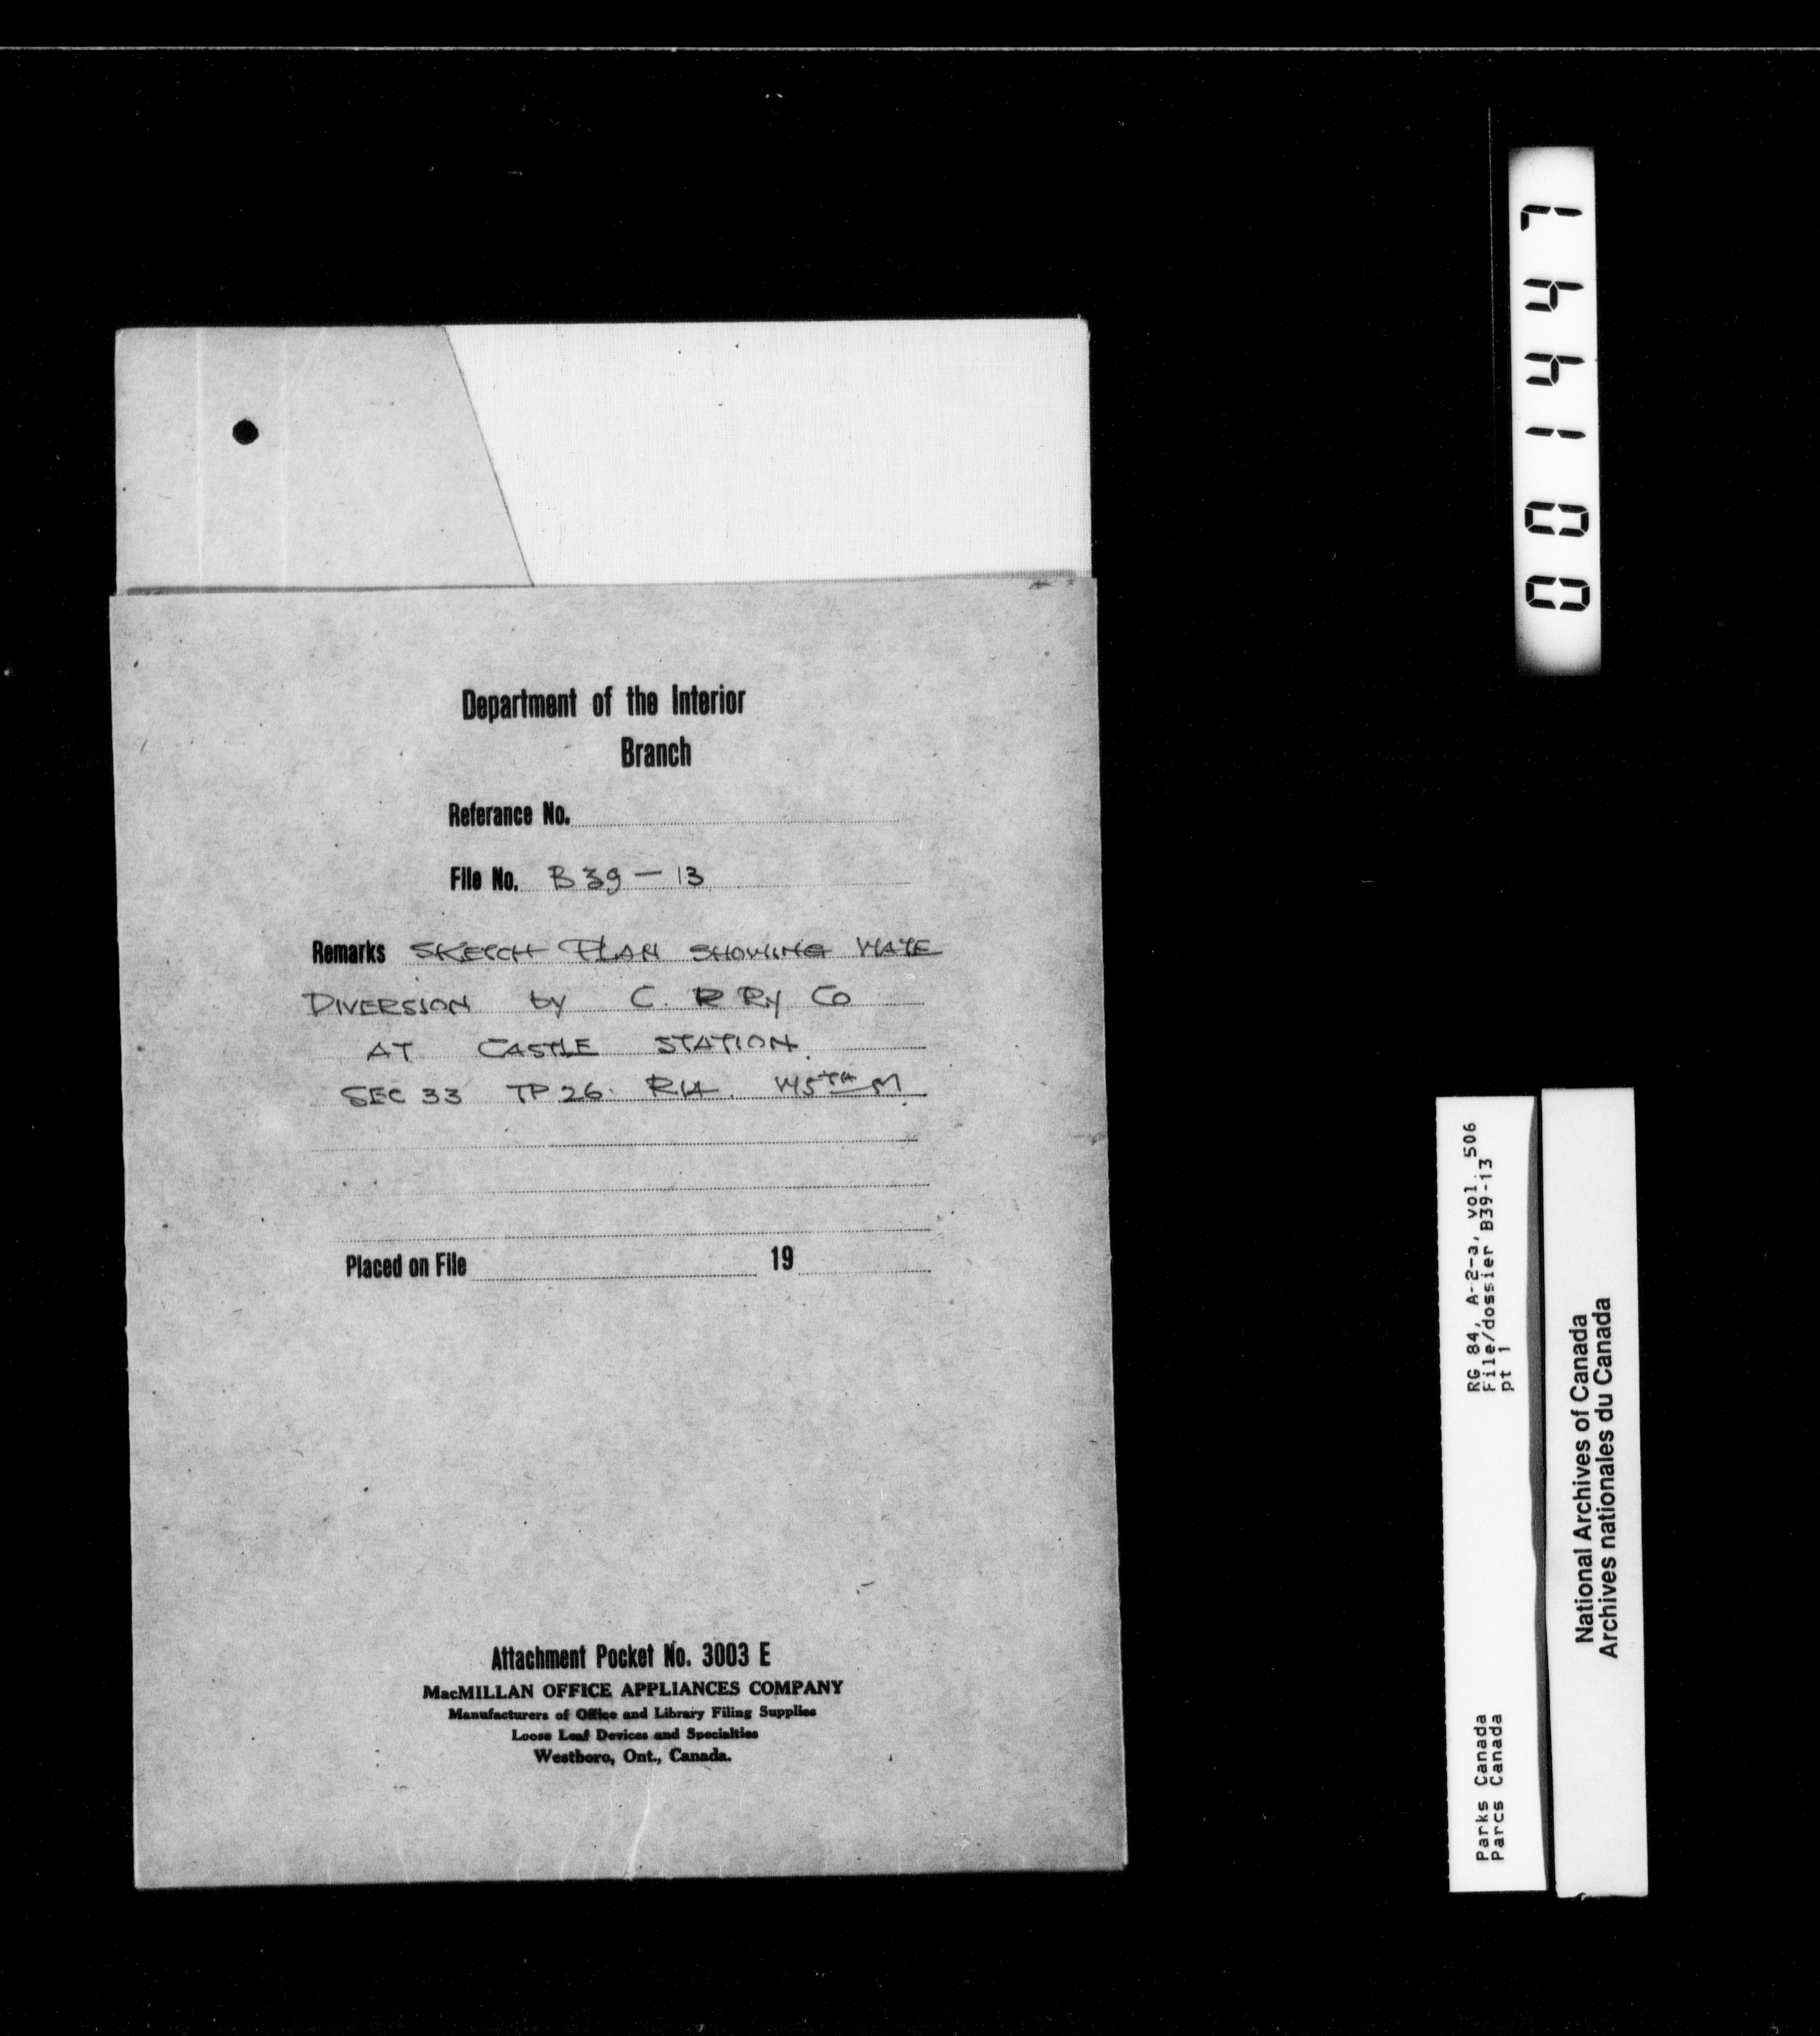 Department of the Interior
Branch
Referance No.
File No. B39-13
Remarks SKETCH PLAN SHOWING WATE
DIVERSION by C. R Ry Co
AT CASTLE STATION.
SEC 33 TP 26. R14. W5TH M.
Placed on File 19
Attachment Pocket No. 3003 E
MacMILLAN OFFICE APPLIANCES COMPANY
Manufacturers of Office and Library Filing Supplies
Loose Leaf Devices and Specialties
Westboro, Ont., Canada.
001447
RG 84, A-2-a, vol. 506
File/dossier B39-13
pt 1
Parks Canada
Parcs Canada
National Archives of Canada
Archives nationales du Canada